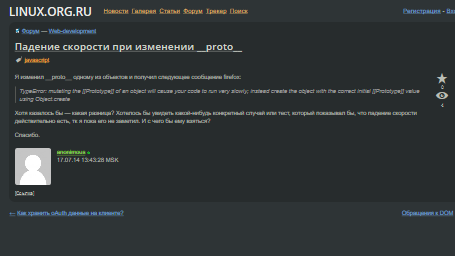 LINUX.ORG.RU Новости Галерея Статьи Форум Трекер Поиск Регистрация - Вхо
Форум — Web-development
Падение скорости при изменении __proto__
javascript
Я изменил __proto__ одному из объектов и получил следующее сообщение firefox:
TypeError: mutating the [[Prototype]] of an object will cause your code to run very slowly; instead create the object with the correct initial [[Prototype]] value
using Object.create
Хотя казалось бы — какая разница? Хотелось бы увидеть какой-нибудь конкретный случай или тест, который показывал бы, что падение скорости
действительно есть, тк я пока его не заметил. И с чего бы ему взяться?
Спасибо.
anonimous
17.07.14 13:43:28 MSK
[Ссылка]
← Как хранить oAuth данные на клиенте? Обращения к DOM